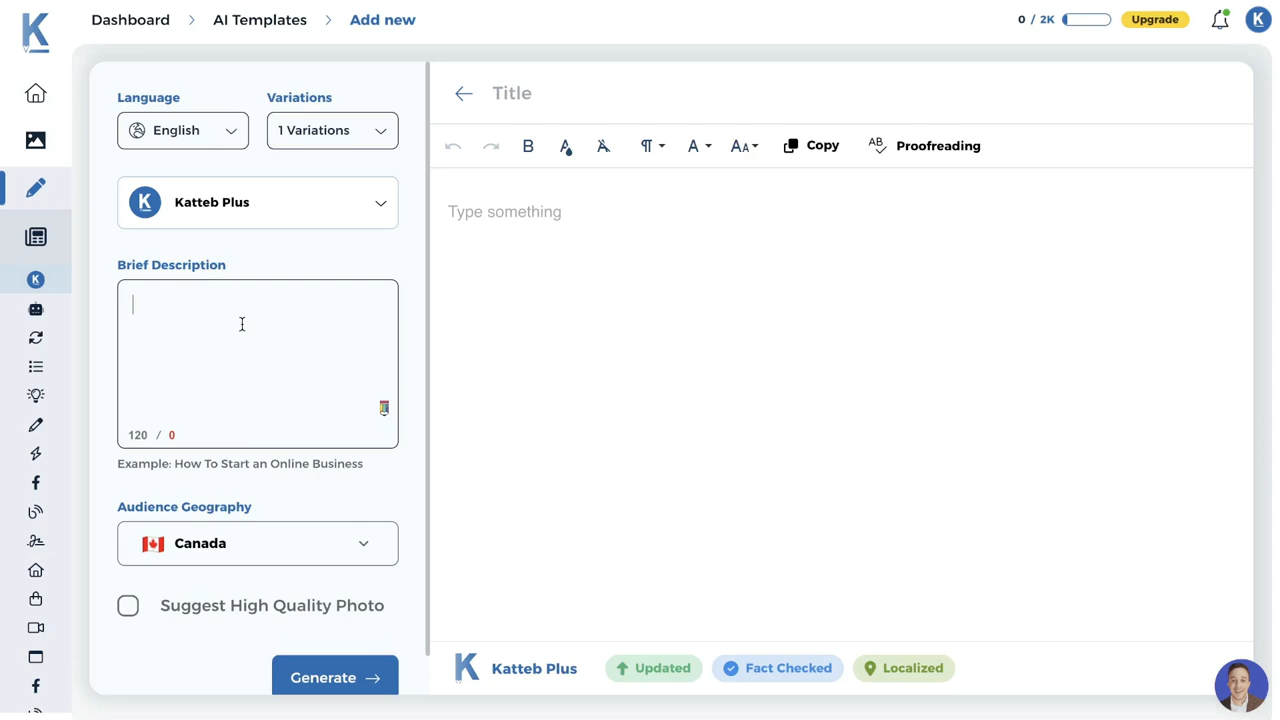 Dashboard > AI Templates > Add new
0 / 2K
Upgrade
K
Language
Variations
English
1 Variations
K Katteb Plus
Brief Description
120 / 0
Example: How To Start an Online Business
Audience Geography
Canada
Suggest High Quality Photo
Generate →
← Title
B
Copy
AB Proofreading
Type something
K Katteb Plus
Updated
Fact Checked
Localized